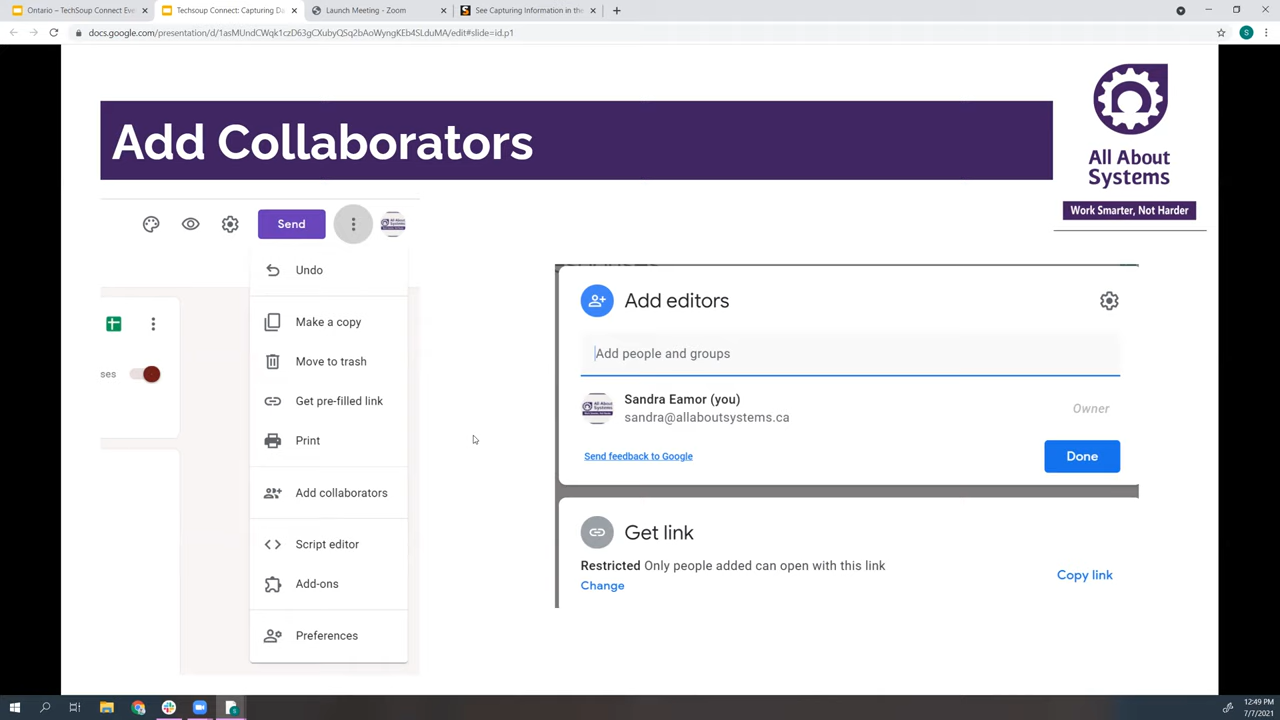 Ontario – TechSoup Connect Eve
Techsoup Connect: Capturing Da
Launch Meeting - Zoom
See Capturing Information in the
docs.google.com/presentation/d/1asMUndCWqk1czD63gCXubyQSq2bAoWyngKEb4SLduMA/edit#slide=id.p1
S
Add Collaborators
All About
Systems
Work Smarter, Not Harder
Send
Undo
Make a copy
Move to trash
ses
Get pre-filled link
Print
Add collaborators
Script editor
Add-ons
Preferences
Add editors
Add people and groups
Sandra Eamor (you)
sandra@allaboutsystems.ca
Owner
Send feedback to Google
Done
Get link
Restricted Only people added can open with this link
Change
Copy link
12:49 PM
7/7/2021